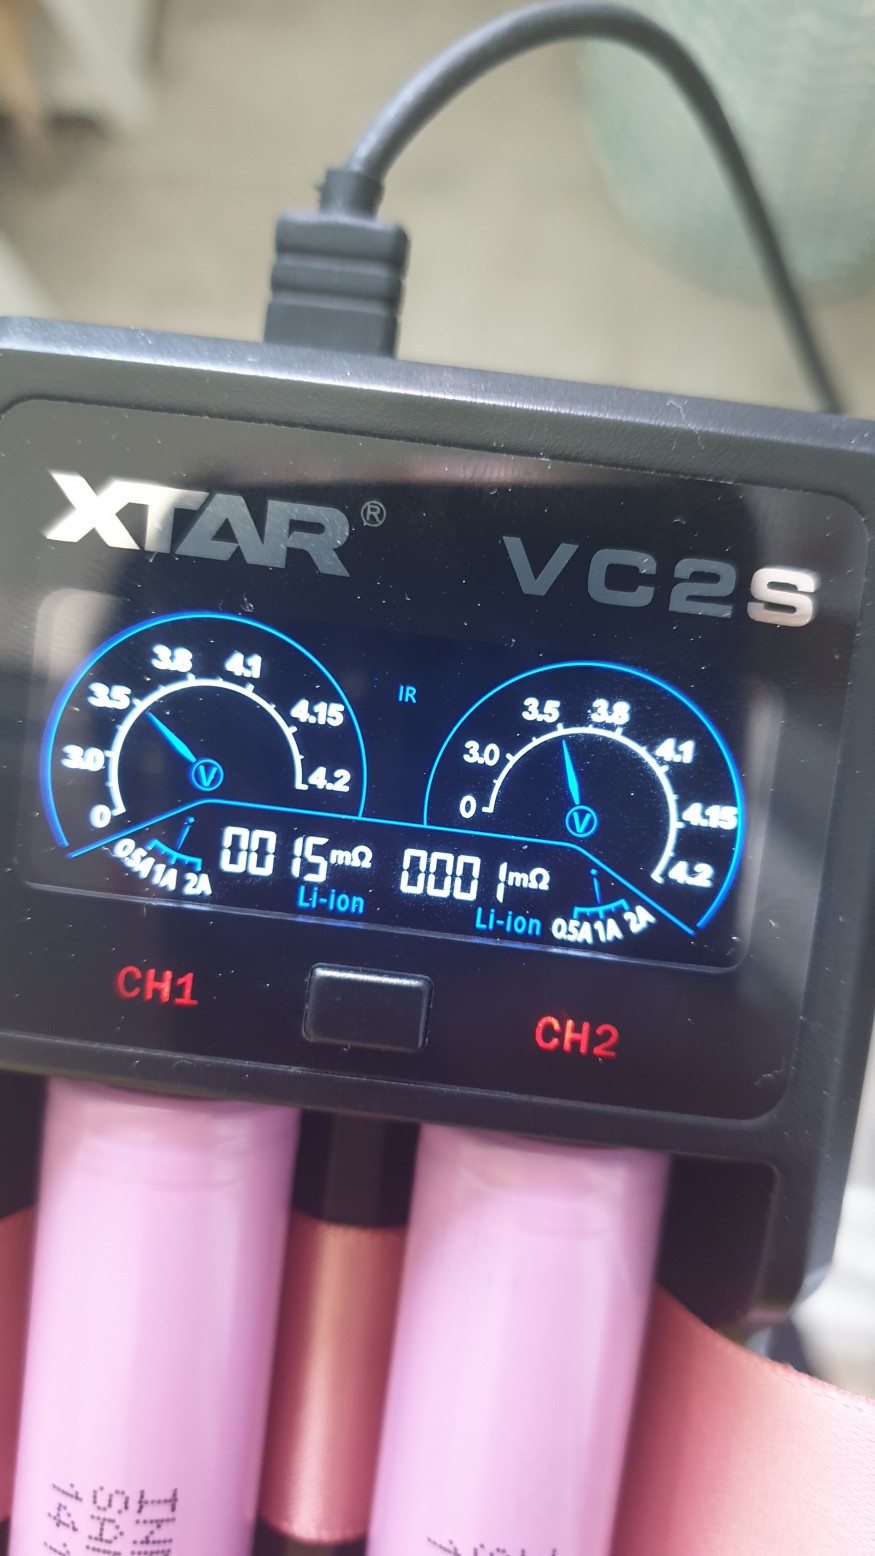 XTAR® VC2S
IR
0 3.0 3.5 3.8 4.1 4.15 4.2
V
0 3.0 3.5 3.8 4.1 4.15 4.2
V
i
0.5A 1A 2A
0015mΩ
Li-ion
0001mΩ
Li-ion
i
0.5A 1A 2A
CH1
CH2